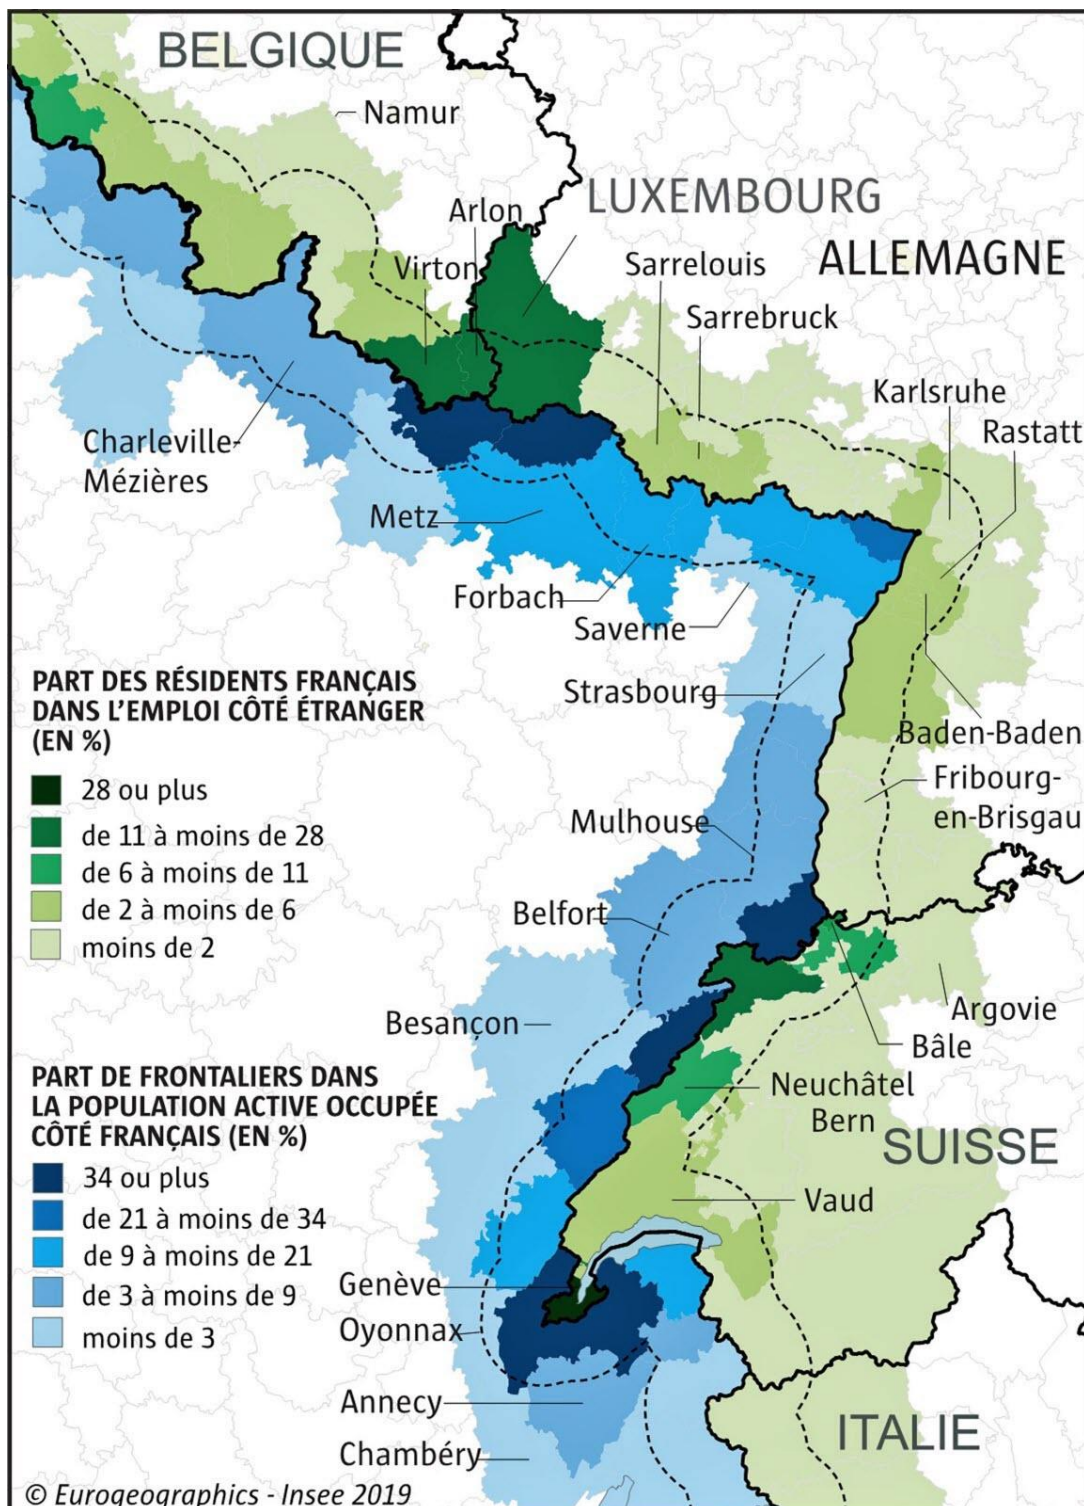 BELGIQUE
Namur
LUXEMBOURG
Arlon
ALLEMAGNE
Virton
Sarrelouis
Sarrebruck
Karlsruhe
Rastatt
Charleville-
Mézières
Metz
Forbach
Saverne
Strasbourg
Baden-Baden
Fribourg-
en-Brisgau
Mulhouse
Belfort
Besançon
Argovie
Bâle
Neuchâtel
Bern
SUISSE
Vaud
Genève
Oyonnax
Annecy
Chambéry
ITALIE
PART DES RÉSIDENTS FRANÇAIS
DANS L'EMPLOI CÔTÉ ÉTRANGER
(EN %)
28 ou plus
de 11 à moins de 28
de 6 à moins de 11
de 2 à moins de 6
moins de 2
PART DE FRONTALIERS DANS
LA POPULATION ACTIVE OCCUPÉE
CÔTÉ FRANÇAIS (EN %)
34 ou plus
de 21 à moins de 34
de 9 à moins de 21
de 3 à moins de 9
moins de 3
© Eurogeographics - Insee 2019